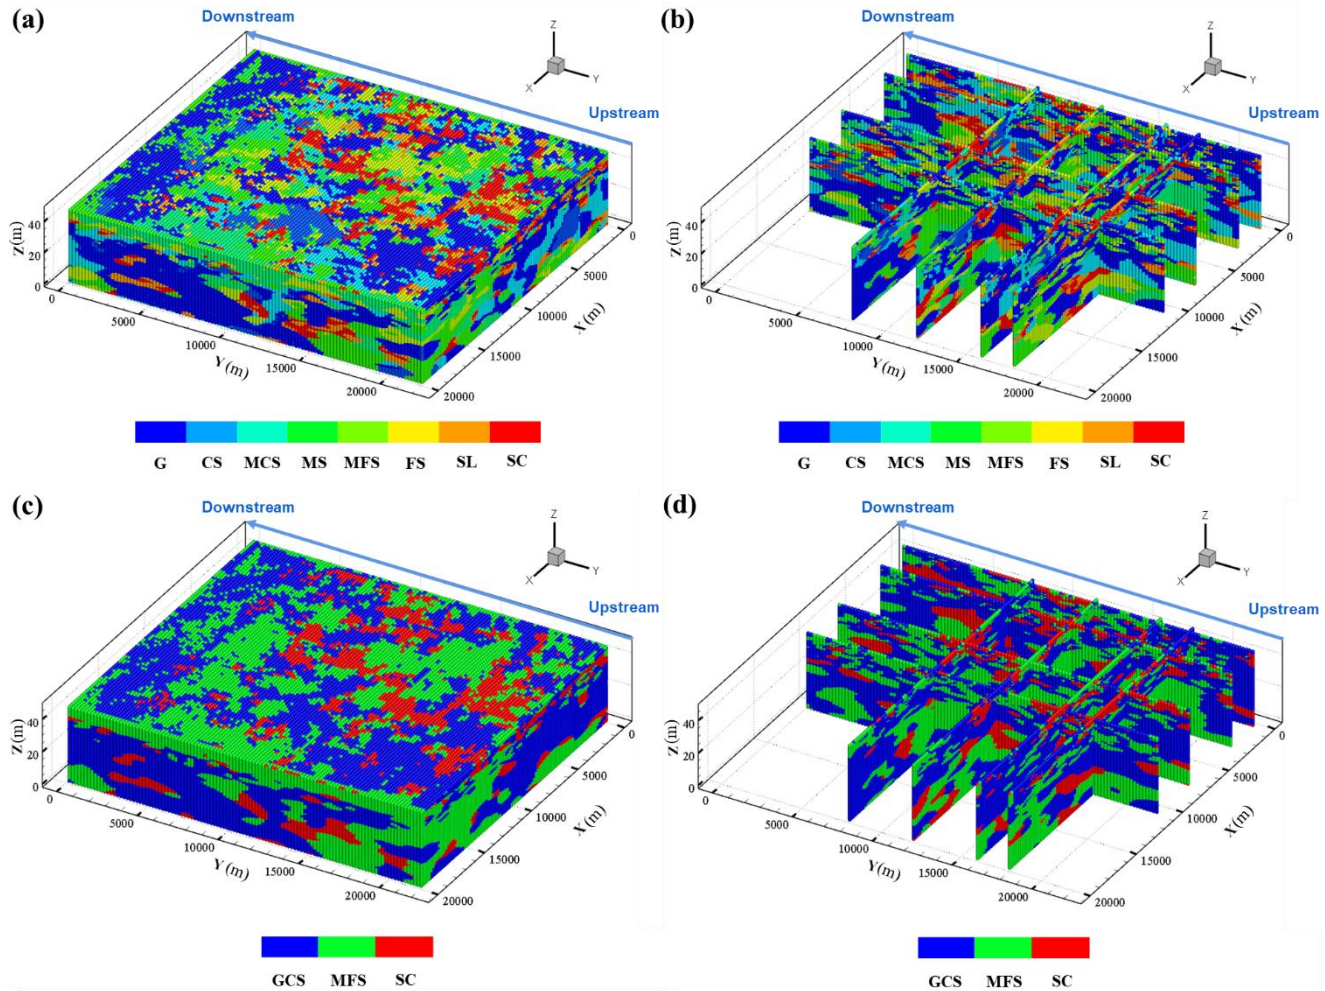 (a)
Downstream
Z
X
Y
Upstream
40
20
0
Z(m)
0
5000
10000
15000
20000
Y(m)
0
5000
10000
15000
20000
X(m)
G CS MCS MS MFS FS SL SC
(b)
Downstream
Z
X
Y
Upstream
40
20
0
Z(m)
0
5000
10000
15000
20000
Y(m)
0
5000
10000
15000
20000
X(m)
G CS MCS MS MFS FS SL SC
(c)
Downstream
Z
X
Y
Upstream
40
20
0
Z(m)
0
5000
10000
15000
20000
Y(m)
0
5000
10000
15000
20000
X(m)
GCS MFS SC
(d)
Downstream
Z
X
Y
Upstream
40
20
0
Z(m)
0
5000
10000
15000
20000
Y(m)
0
5000
10000
15000
20000
X(m)
GCS MFS SC